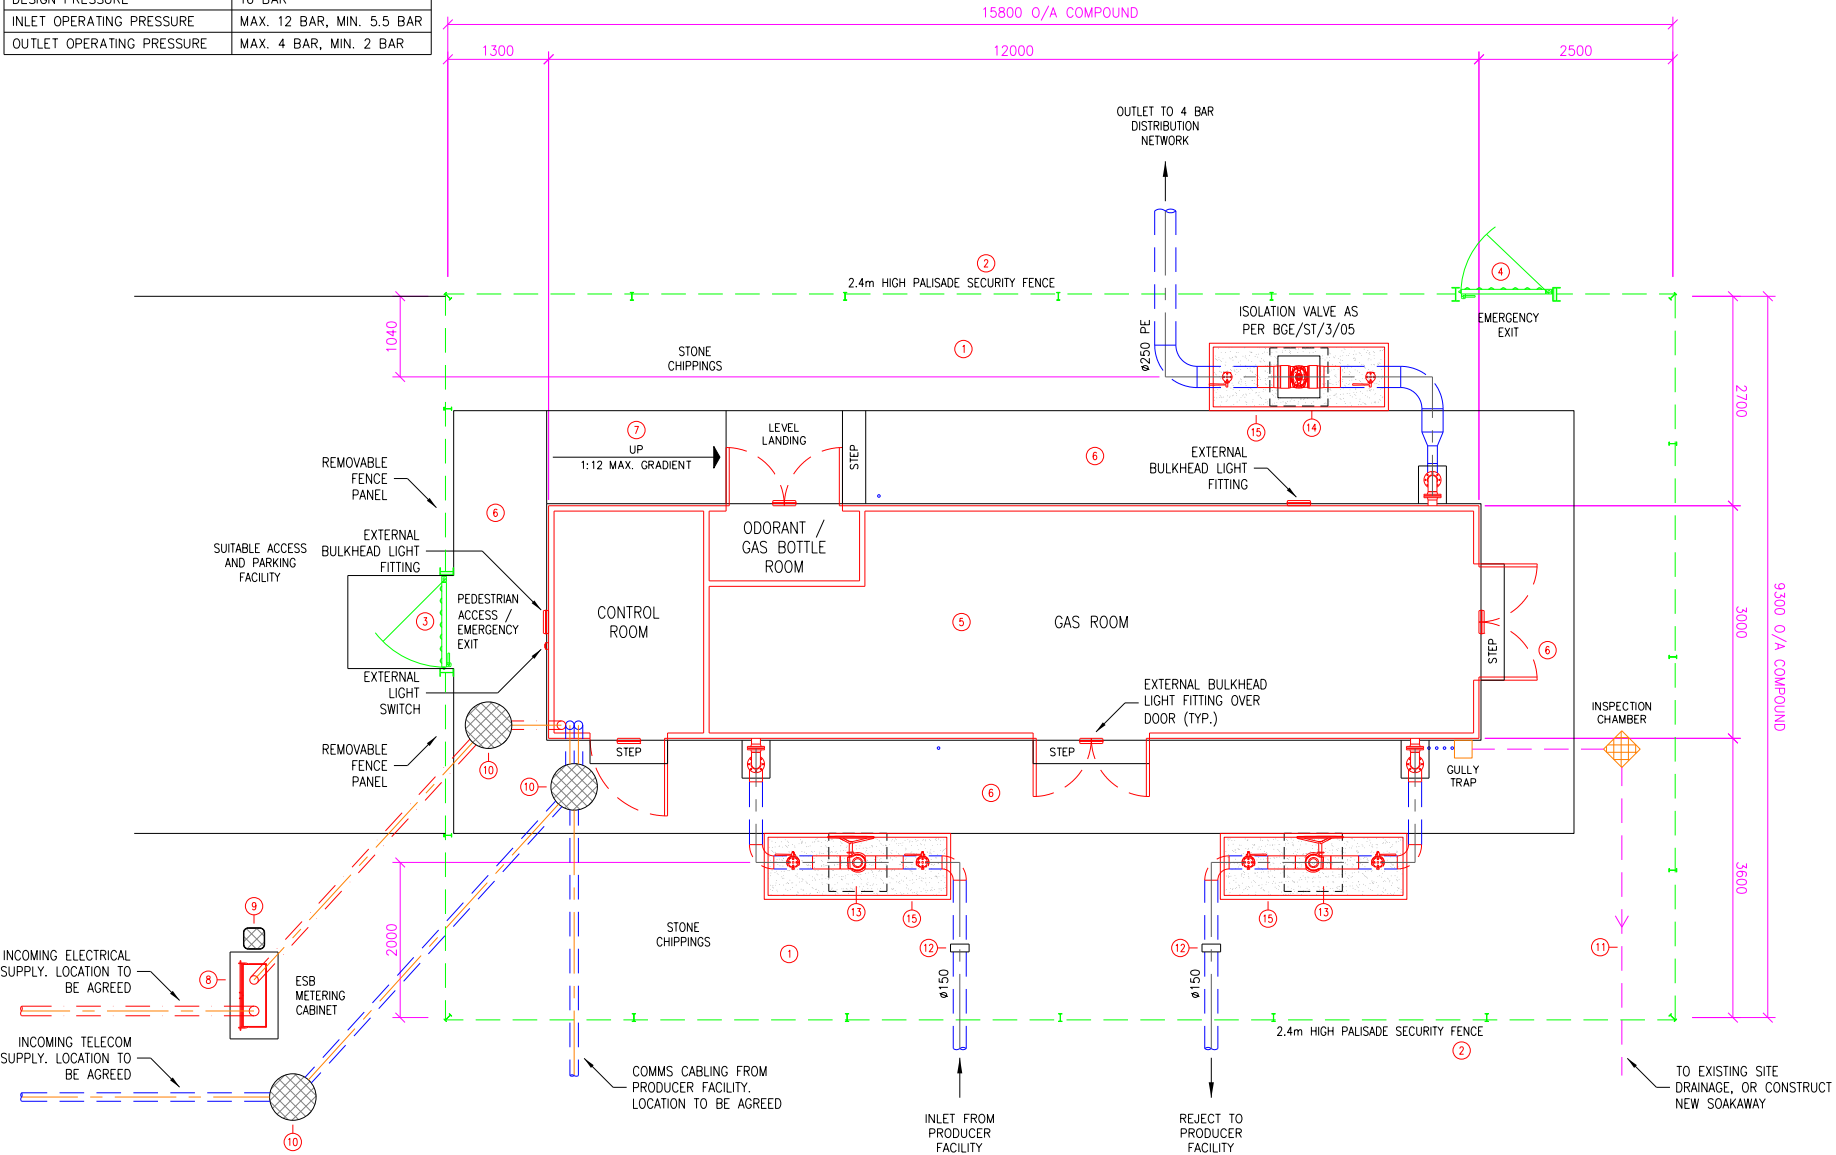 DESIGN PRESSURE 16 BAR
INLET OPERATING PRESSURE MAX. 12 BAR, MIN. 5.5 BAR
OUTLET OPERATING PRESSURE MAX. 4 BAR, MIN. 2 BAR
15800 O/A COMPOUND
1300
12000
2500
OUTLET TO 4 BAR
DISTRIBUTION
NETWORK
2
2.4m HIGH PALISADE SECURITY FENCE
4
EMERGENCY
EXIT
1040
STONE
CHIPPINGS
1
Ø250 PE
ISOLATION VALVE AS
PER BGE/ST/3/05
15
14
2700
9300 O/A COMPOUND
3000
3600
REMOVABLE
FENCE
PANEL
7
UP
1:12 MAX. GRADIENT
LEVEL
LANDING
STEP
6
EXTERNAL
BULKHEAD LIGHT
FITTING
6
EXTERNAL
BULKHEAD LIGHT
FITTING
SUITABLE ACCESS
AND PARKING
FACILITY
3
PEDESTRIAN
ACCESS /
EMERGENCY
EXIT
ODORANT /
GAS BOTTLE
ROOM
CONTROL
ROOM
5
GAS ROOM
STEP
6
EXTERNAL
LIGHT
SWITCH
EXTERNAL BULKHEAD
LIGHT FITTING OVER
DOOR (TYP.)
INSPECTION
CHAMBER
REMOVABLE
FENCE
PANEL
10
10
STEP
STEP
6
GULLY
TRAP
13
15
15
13
2000
STONE
CHIPPINGS
1
12
Ø150
12
Ø150
11
9
8
INCOMING ELECTRICAL
SUPPLY. LOCATION TO
BE AGREED
ESB
METERING
CABINET
2.4m HIGH PALISADE SECURITY FENCE
2
INCOMING TELECOM
SUPPLY. LOCATION TO
BE AGREED
10
COMMS CABLING FROM
PRODUCER FACILITY.
LOCATION TO BE AGREED
INLET FROM
PRODUCER
FACILITY
REJECT TO
PRODUCER
FACILITY
TO EXISTING SITE
DRAINAGE, OR CONSTRUCT
NEW SOAKAWAY